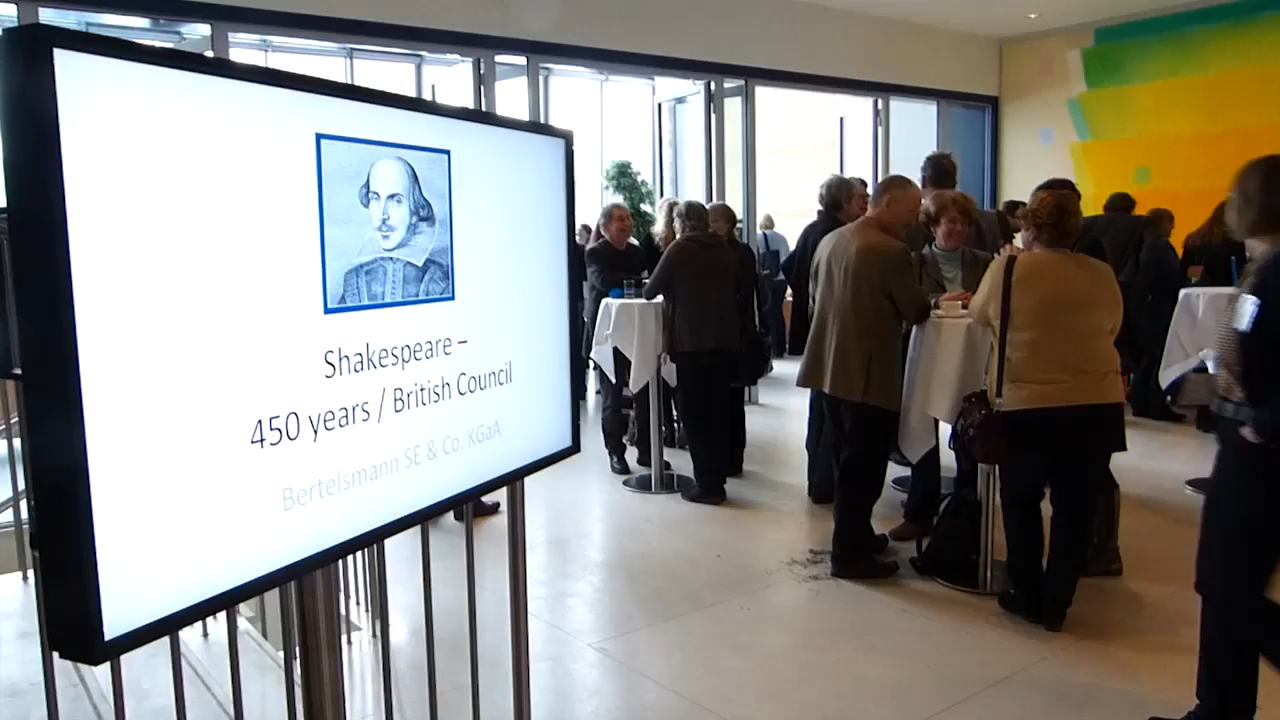 Shakespeare –
450 years / British Council
Bertelsmann SE & Co. KGaA